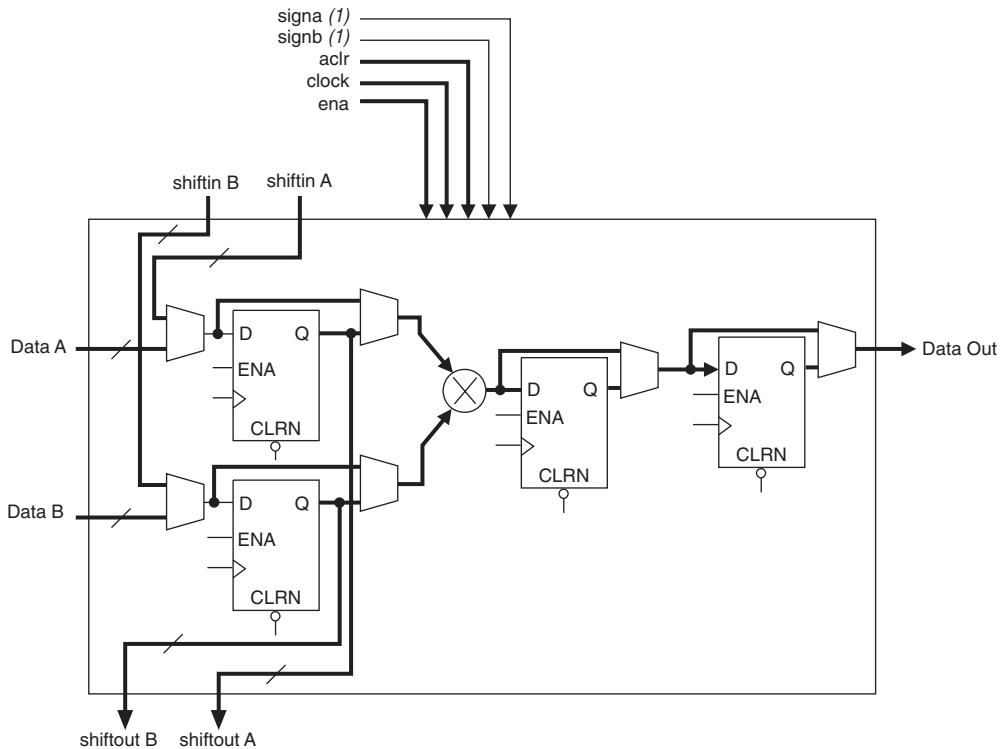 signa (1)
signb (1)
aclr
clock
ena
shiftin B
shiftin A
Data A
D
Q
ENA
CLRN
Data B
D
Q
ENA
CLRN
D
Q
ENA
CLRN
D
Q
ENA
CLRN
Data Out
shiftout B
shiftout A